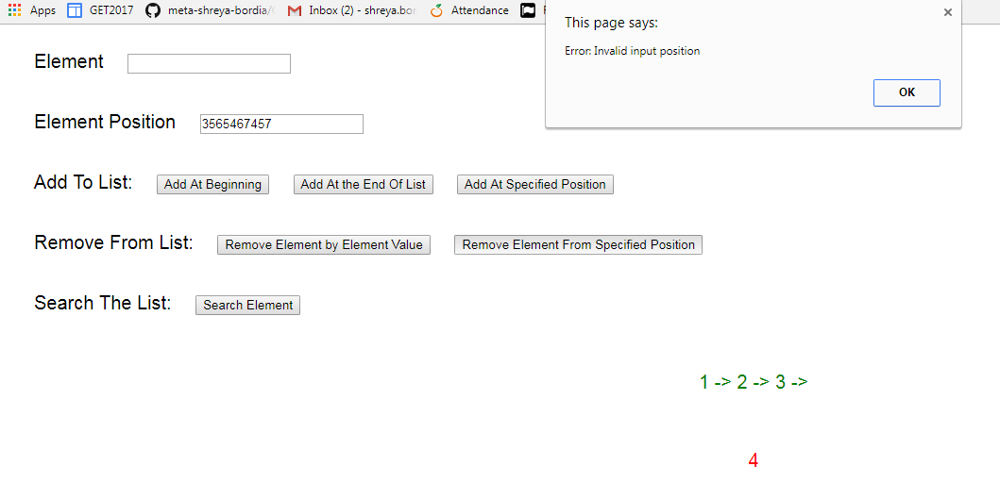 Apps GET2017 meta-shreya-bordia/ Inbox (2) - shreya.bor Attendance
This page says:
Error: Invalid input position
OK
Element
Element Position 3565467457
Add To List: Add At Beginning Add At the End Of List Add At Specified Position
Remove From List: Remove Element by Element Value Remove Element From Specified Position
Search The List: Search Element
1 -> 2 -> 3 ->
4